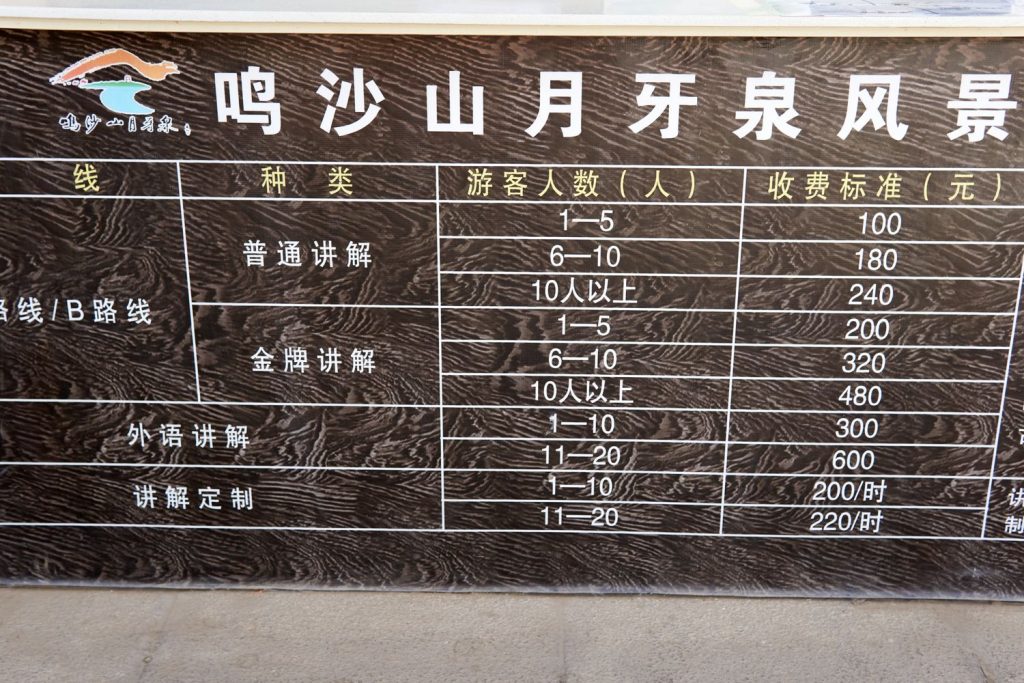 鸣沙山月牙泉
鸣沙山月牙泉风景
线 种类 游客人数(人) 收费标准(元)
路线/B路线 普通讲解 1—5 100
6—10 180
10人以上 240
金牌讲解 1—5 200
6—10 320
10人以上 480
外语讲解 1—10 300
11—20 600
讲解定制 1—10 200/时
11—20 220/时
讲
制